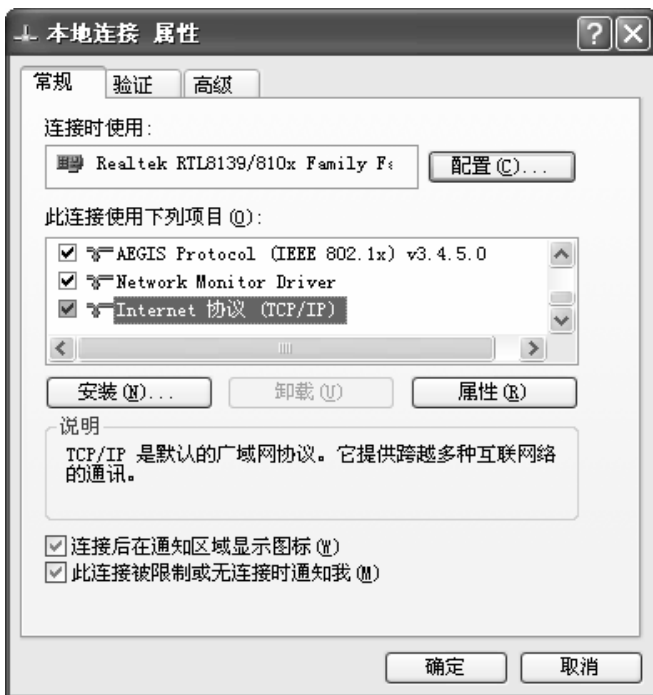 本地连接 属性
常规 验证 高级
连接时使用:
Realtek RTL8139/810x Family Fa
配置(C)...
此连接使用下列项目(O):
AEGIS Protocol (IEEE 802.1x) v3.4.5.0
Network Monitor Driver
Internet 协议 (TCP/IP)
安装(N)... 卸载(U) 属性(R)
说明
TCP/IP 是默认的广域网协议。它提供跨越多种互联网络
的通讯。
连接后在通知区域显示图标(W)
此连接被限制或无连接时通知我(M)
确定 取消